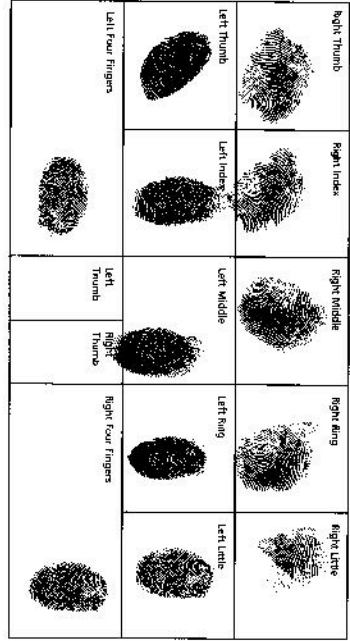 Right Thumb
Right Index
Right Middle
Right Ring
Right Little
Left Thumb
Left Index
Left Middle
Left Ring
Left Little
Left Four Fingers
Left
Thumb
Right
Thumb
Right Four Fingers